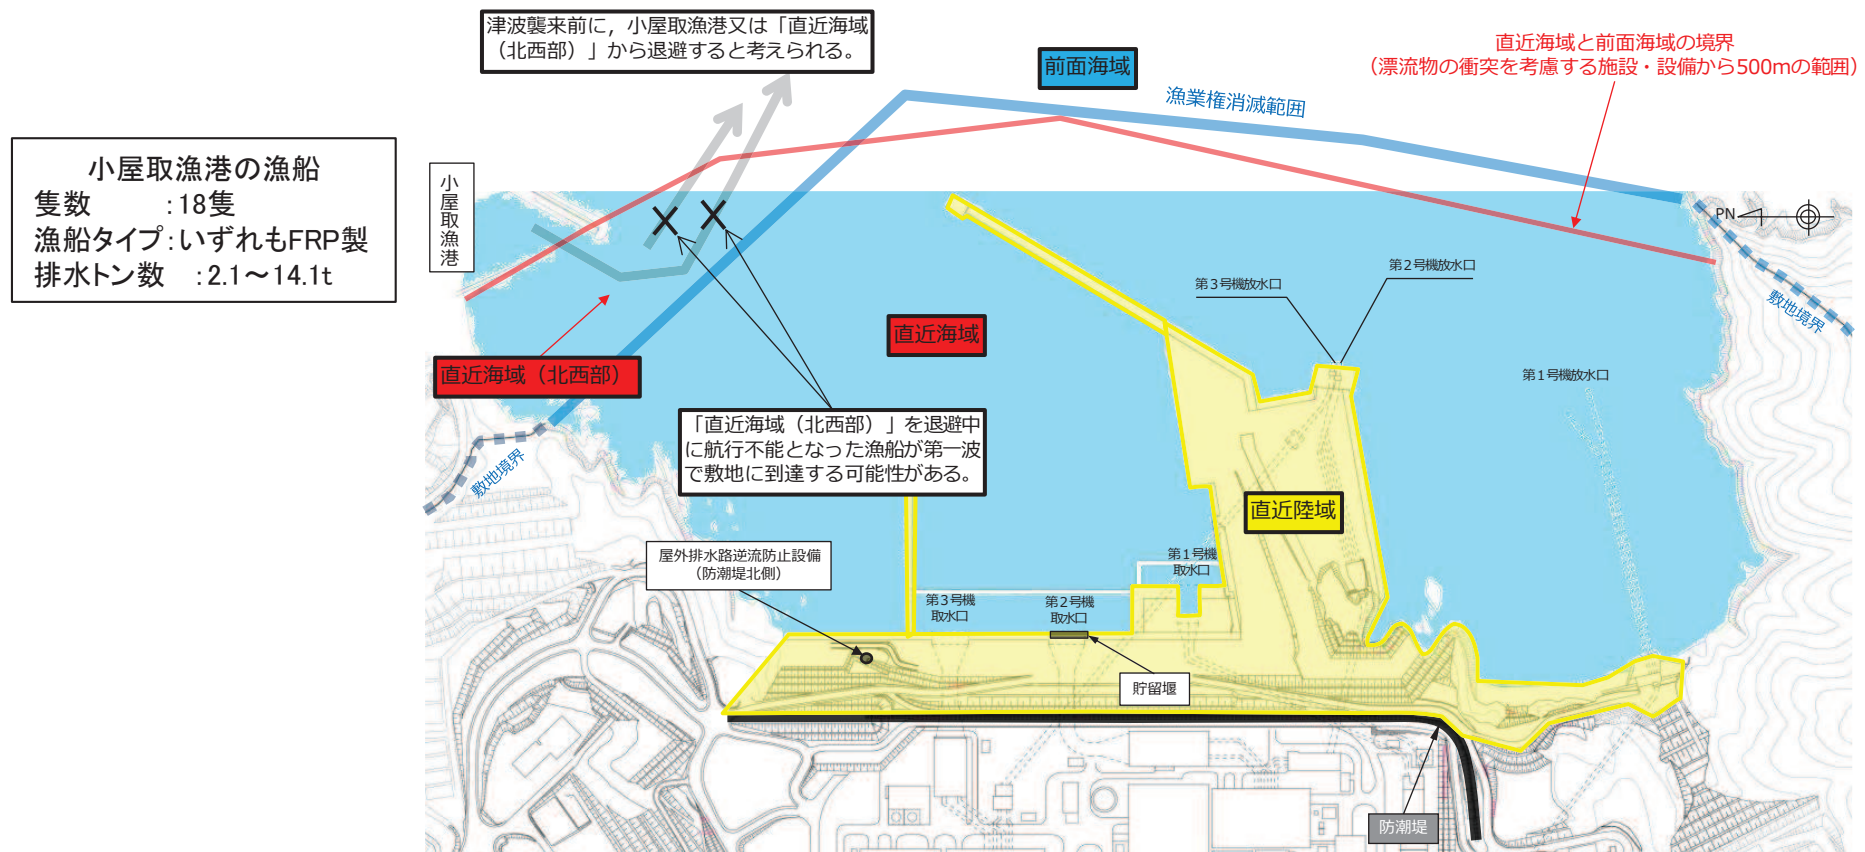 津波襲来前に，小屋取漁港又は「直近海域
（北西部）」から退避すると考えられる。
前面海域
直近海域と前面海域の境界
（漂流物の衝突を考慮する施設・設備から500mの範囲）
漁業権消滅範囲
小屋取漁港の漁船
隻数　　　：18隻
漁船タイプ：いずれもFRP製
排水トン数　：2.1～14.1t
小屋取漁港
PN
第3号機放水口
第2号機放水口
敷地境界
直近海域
直近海域（北西部）
第1号機放水口
「直近海域（北西部）」を退避中
に航行不能となった漁船が第一波
で敷地に到達する可能性がある。
敷地境界
直近陸域
屋外排水路逆流防止設備
（防潮堤北側）
第1号機
取水口
第3号機
取水口
第2号機
取水口
貯留堰
防潮堤